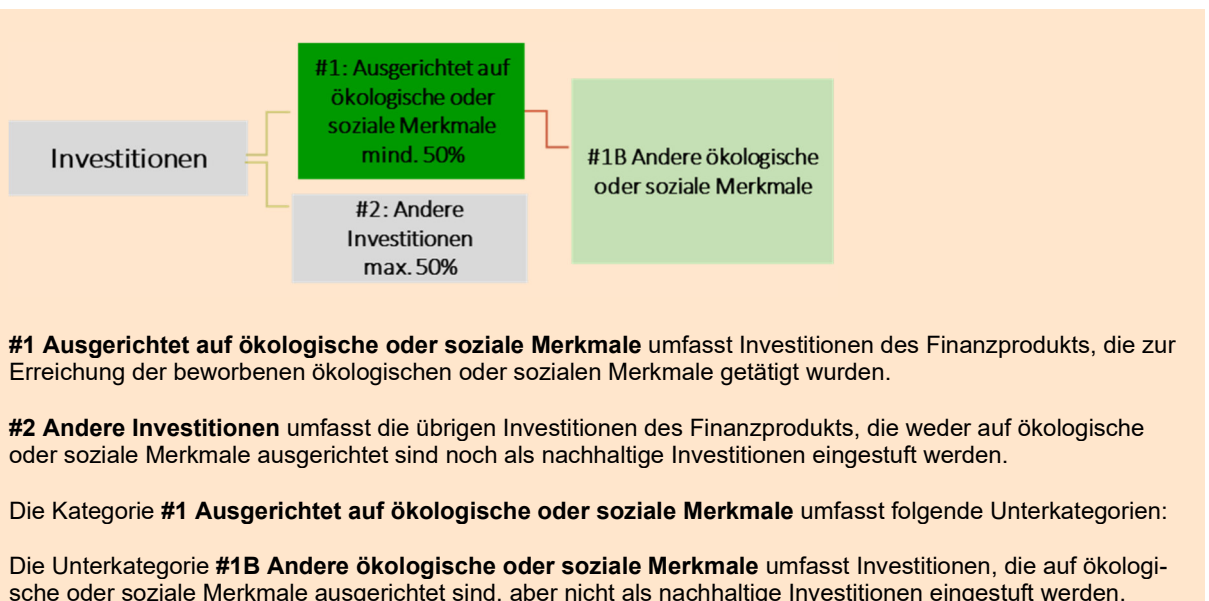 #1: Ausgerichtet auf
ökologische oder
soziale Merkmale
mind. 50%
Investitionen
#1B Andere ökologische
oder soziale Merkmale
#2: Andere
Investitionen
max. 50%
#1 Ausgerichtet auf ökologische oder soziale Merkmale umfasst Investitionen des Finanzprodukts, die zur
Erreichung der beworbenen ökologischen oder sozialen Merkmale getätigt wurden.
#2 Andere Investitionen umfasst die übrigen Investitionen des Finanzprodukts, die weder auf ökologische
oder soziale Merkmale ausgerichtet sind noch als nachhaltige Investitionen eingestuft werden.
Die Kategorie #1 Ausgerichtet auf ökologische oder soziale Merkmale umfasst folgende Unterkategorien:
Die Unterkategorie #1B Andere ökologische oder soziale Merkmale umfasst Investitionen, die auf ökologi-
sche oder soziale Merkmale ausgerichtet sind, aber nicht als nachhaltige Investitionen eingestuft werden.